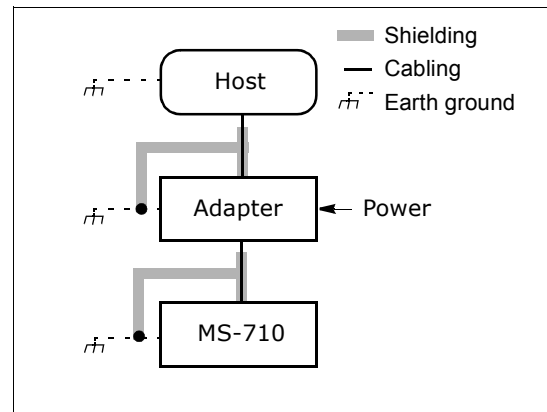 Shielding
Cabling
Earth ground
Host
Adapter
Power
MS-710